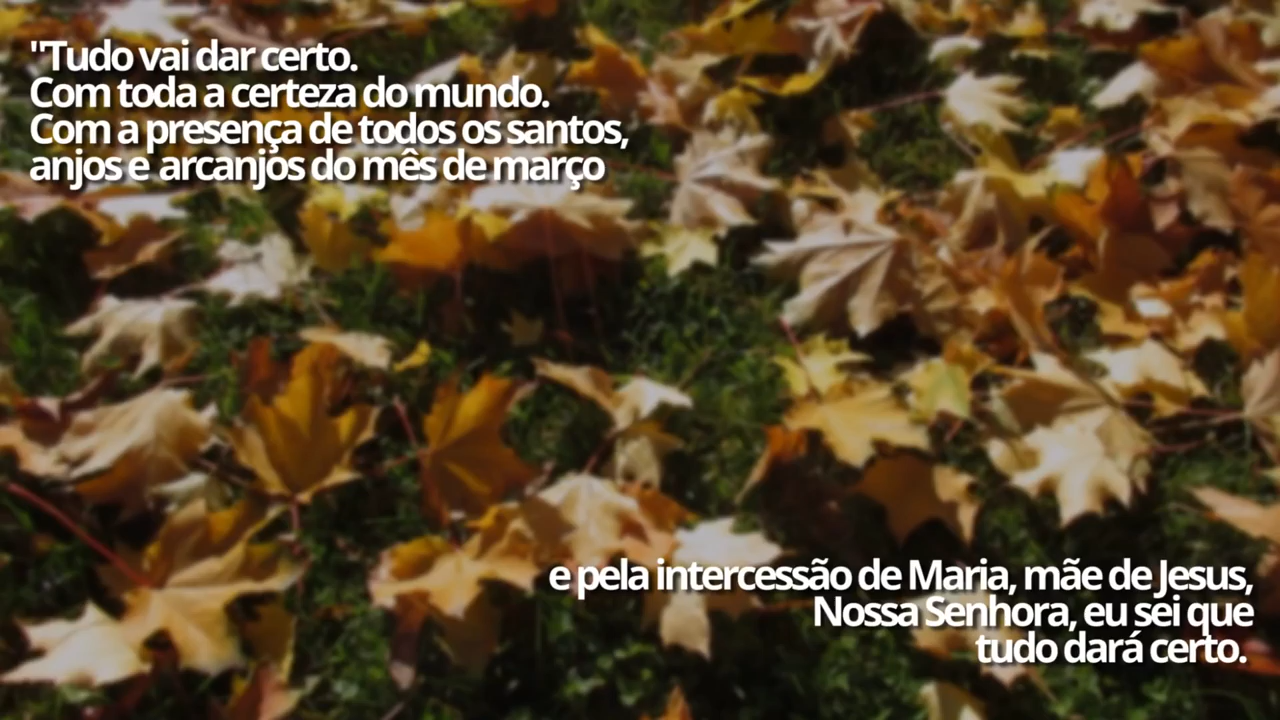 "Tudo vai dar certo.
Com toda a certeza do mundo.
Com a presença de todos os santos,
anjos e arcanjos do mês de março
e pela intercessão de Maria, mãe de Jesus,
Nossa Senhora, eu sei que
tudo dará certo.